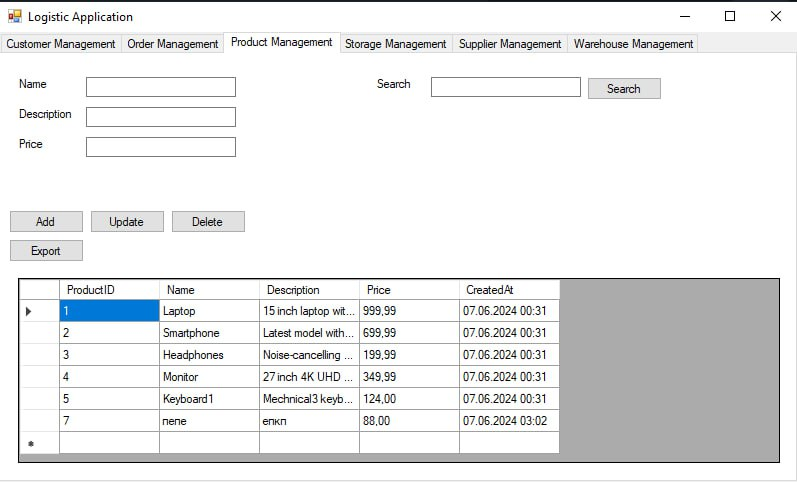 Logistic Application
Customer Management Order Management Product Management Storage Management Supplier Management Warehouse Management
Name Search Search
Description
Price
Add Update Delete
Export
ProductID Name Description Price CreatedAt
1 Laptop 15 inch laptop wit... 999,99 07.06.2024 00:31
2 Smartphone Latest model with... 699,99 07.06.2024 00:31
3 Headphones Noise-cancelling ... 199,99 07.06.2024 00:31
4 Monitor 27 inch 4K UHD ... 349,99 07.06.2024 00:31
5 Keyboard1 Mechnical3 keyb... 124,00 07.06.2024 00:31
7 пепе епкп 88,00 07.06.2024 03:02